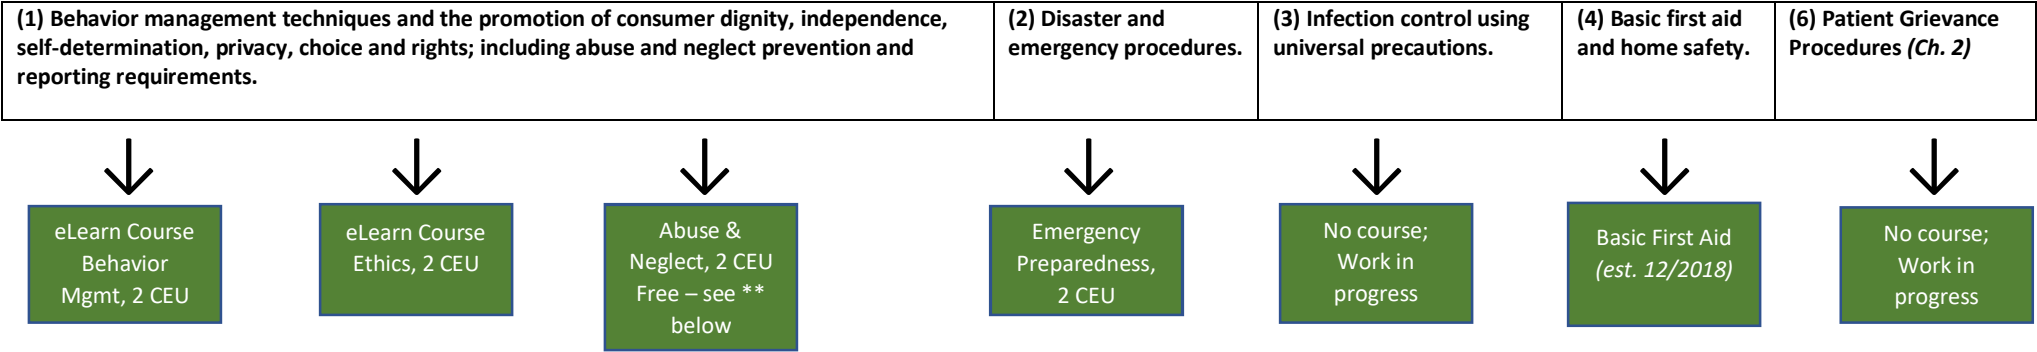 (1) Behavior management techniques and the promotion of consumer dignity, independence,
self-determination, privacy, choice and rights; including abuse and neglect prevention and
reporting requirements.
(2) Disaster and
emergency procedures.
(3) Infection control using
universal precautions.
(4) Basic first aid
and home safety.
(6) Patient Grievance
Procedures (Ch. 2)
eLearn Course
Behavior
Mgmt, 2 CEU
eLearn Course
Ethics, 2 CEU
Abuse &
Neglect, 2 CEU
Free – see **
below
Emergency
Preparedness,
2 CEU
No course;
Work in
progress
Basic First Aid
(est. 12/2018)
No course;
Work in
progress